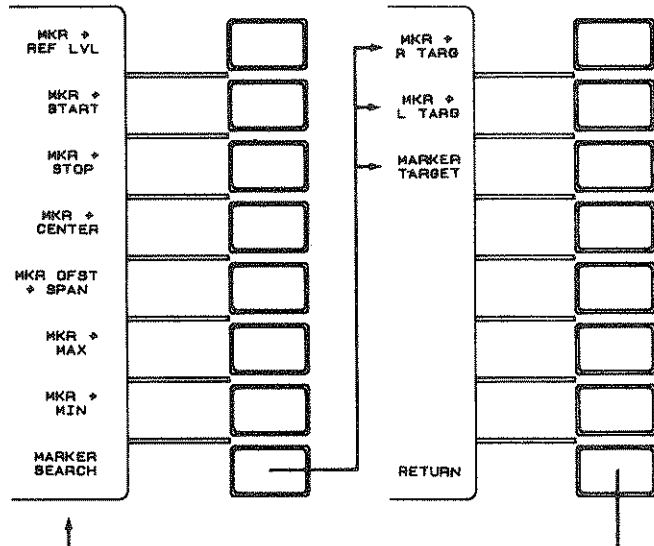 MKR →
REF LVL
MKR →
START
MKR →
STOP
MKR →
CENTER
MKR OFST
→ SPAN
MKR →
MAX
MKR →
MIN
MARKER
SEARCH
MKR →
R TARG
MKR →
L TARG
MARKER
TARGET
RETURN